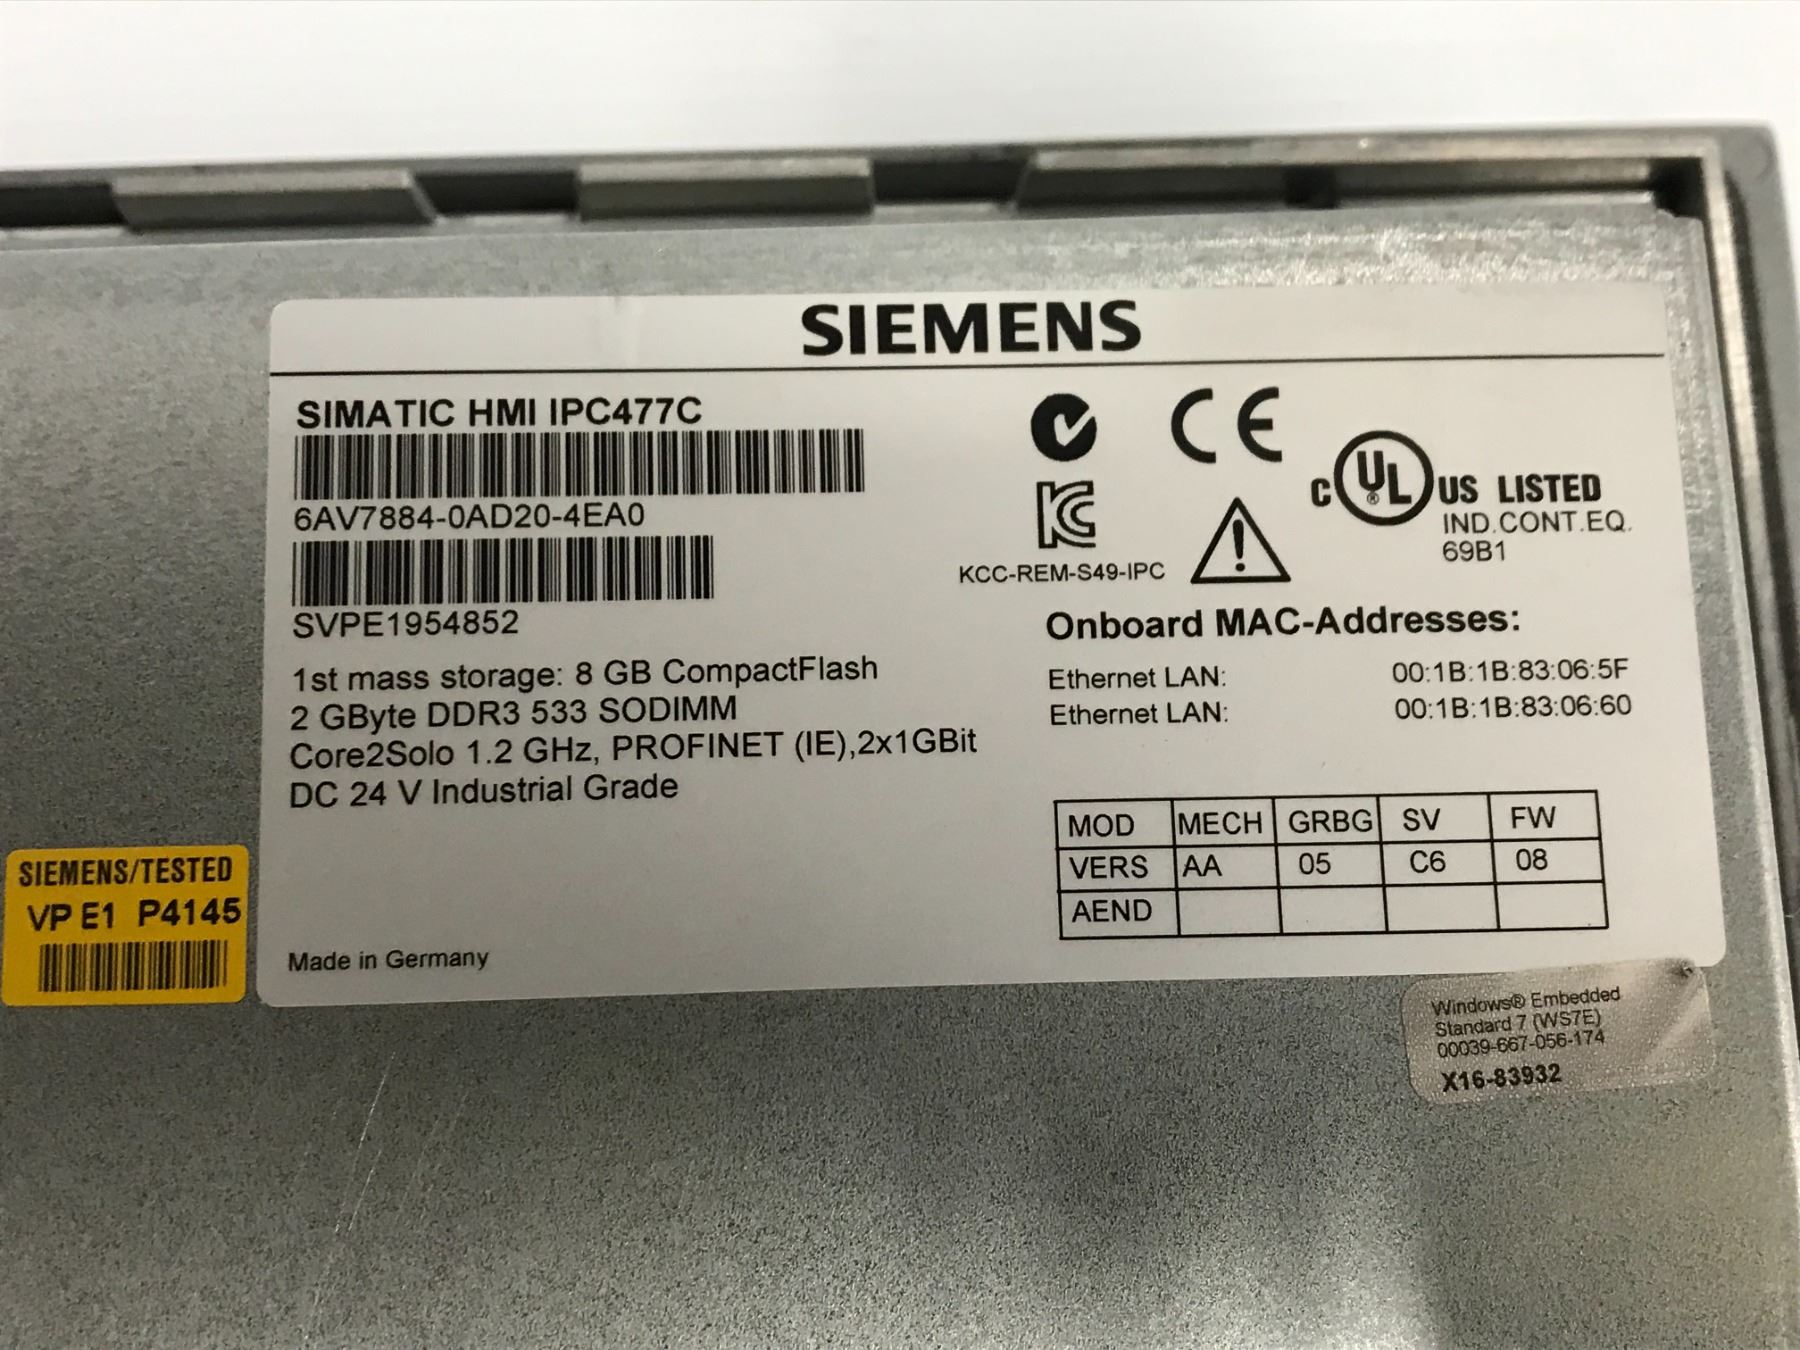 SIEMENS
SIMATIC HMI IPC477C
6AV7884-0AD20-4EA0
SVPE1954852
1st mass storage: 8 GB CompactFlash
2 GByte DDR3 533 SODIMM
Core2Solo 1.2 GHz, PROFINET (IE),2x1GBit
DC 24 V Industrial Grade
Made in Germany
CE
C UL ® US LISTED
IND.CONT.EQ.
69B1
KCC-REM-S49-IPC
Onboard MAC-Addresses:
Ethernet LAN: 00:1B:1B:83:06:5F
Ethernet LAN: 00:1B:1B:83:06:60
MOD MECH GRBG SV FW
VERS AA 05 C6 08
AEND
SIEMENS/TESTED
VP E1 P4145
Windows® Embedded
Standard 7 (WS7E)
00039-667-056-174
X16-83932